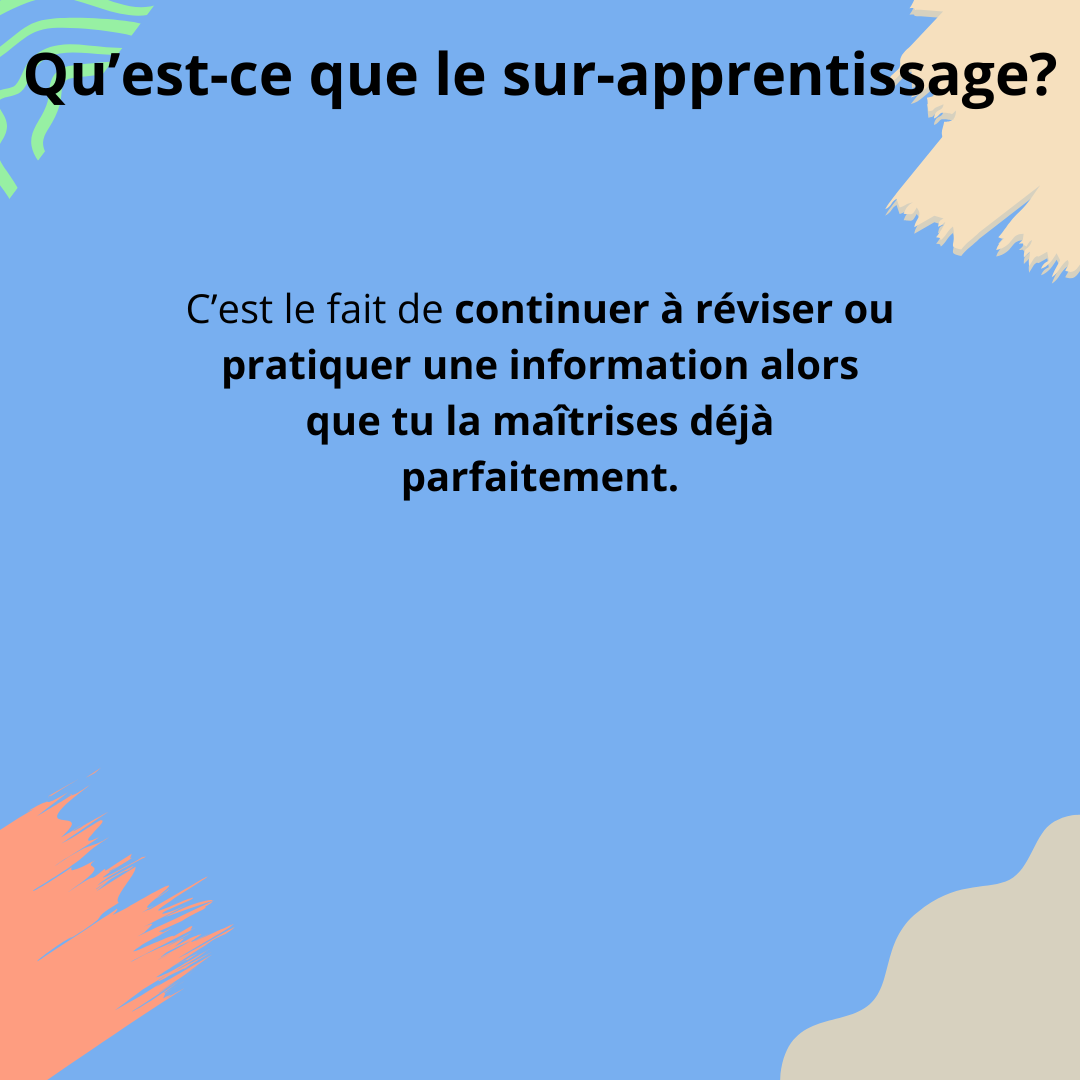 Qu’est-ce que le sur-apprentissage?
C’est le fait de continuer à réviser ou
pratiquer une information alors
que tu la maîtrises déjà
parfaitement.